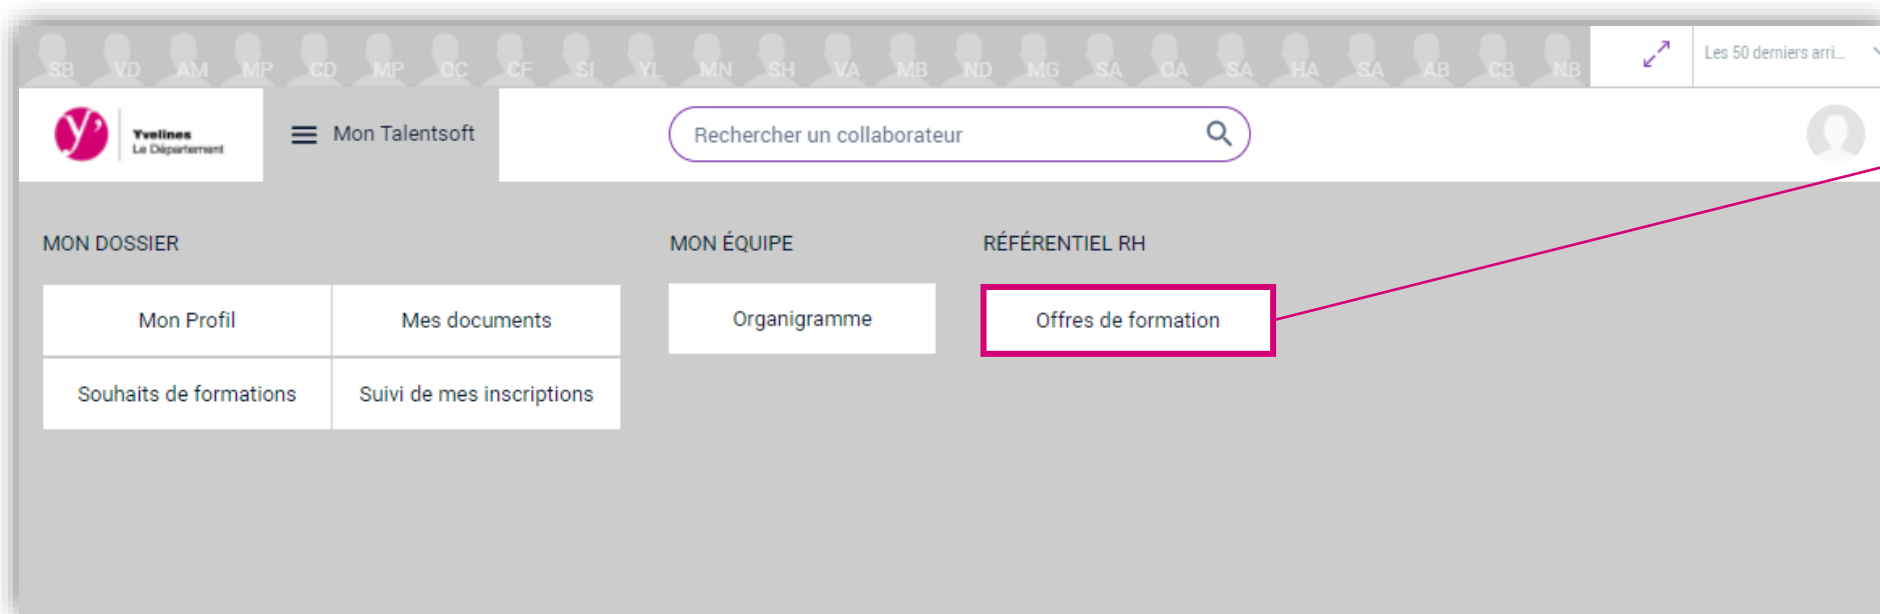 SB VD AM MP CD MP CC CF SI YL MN SH VA MB ND MG SA CA SA HA SA AB CB NB
Les 50 derniers arri...
y'
Yvelines
Le Département
Mon Talentsoft
Rechercher un collaborateur
MON DOSSIER
MON ÉQUIPE
RÉFÉRENTIEL RH
Mon Profil
Mes documents
Organigramme
Offres de formation
Souhaits de formations
Suivi de mes inscriptions